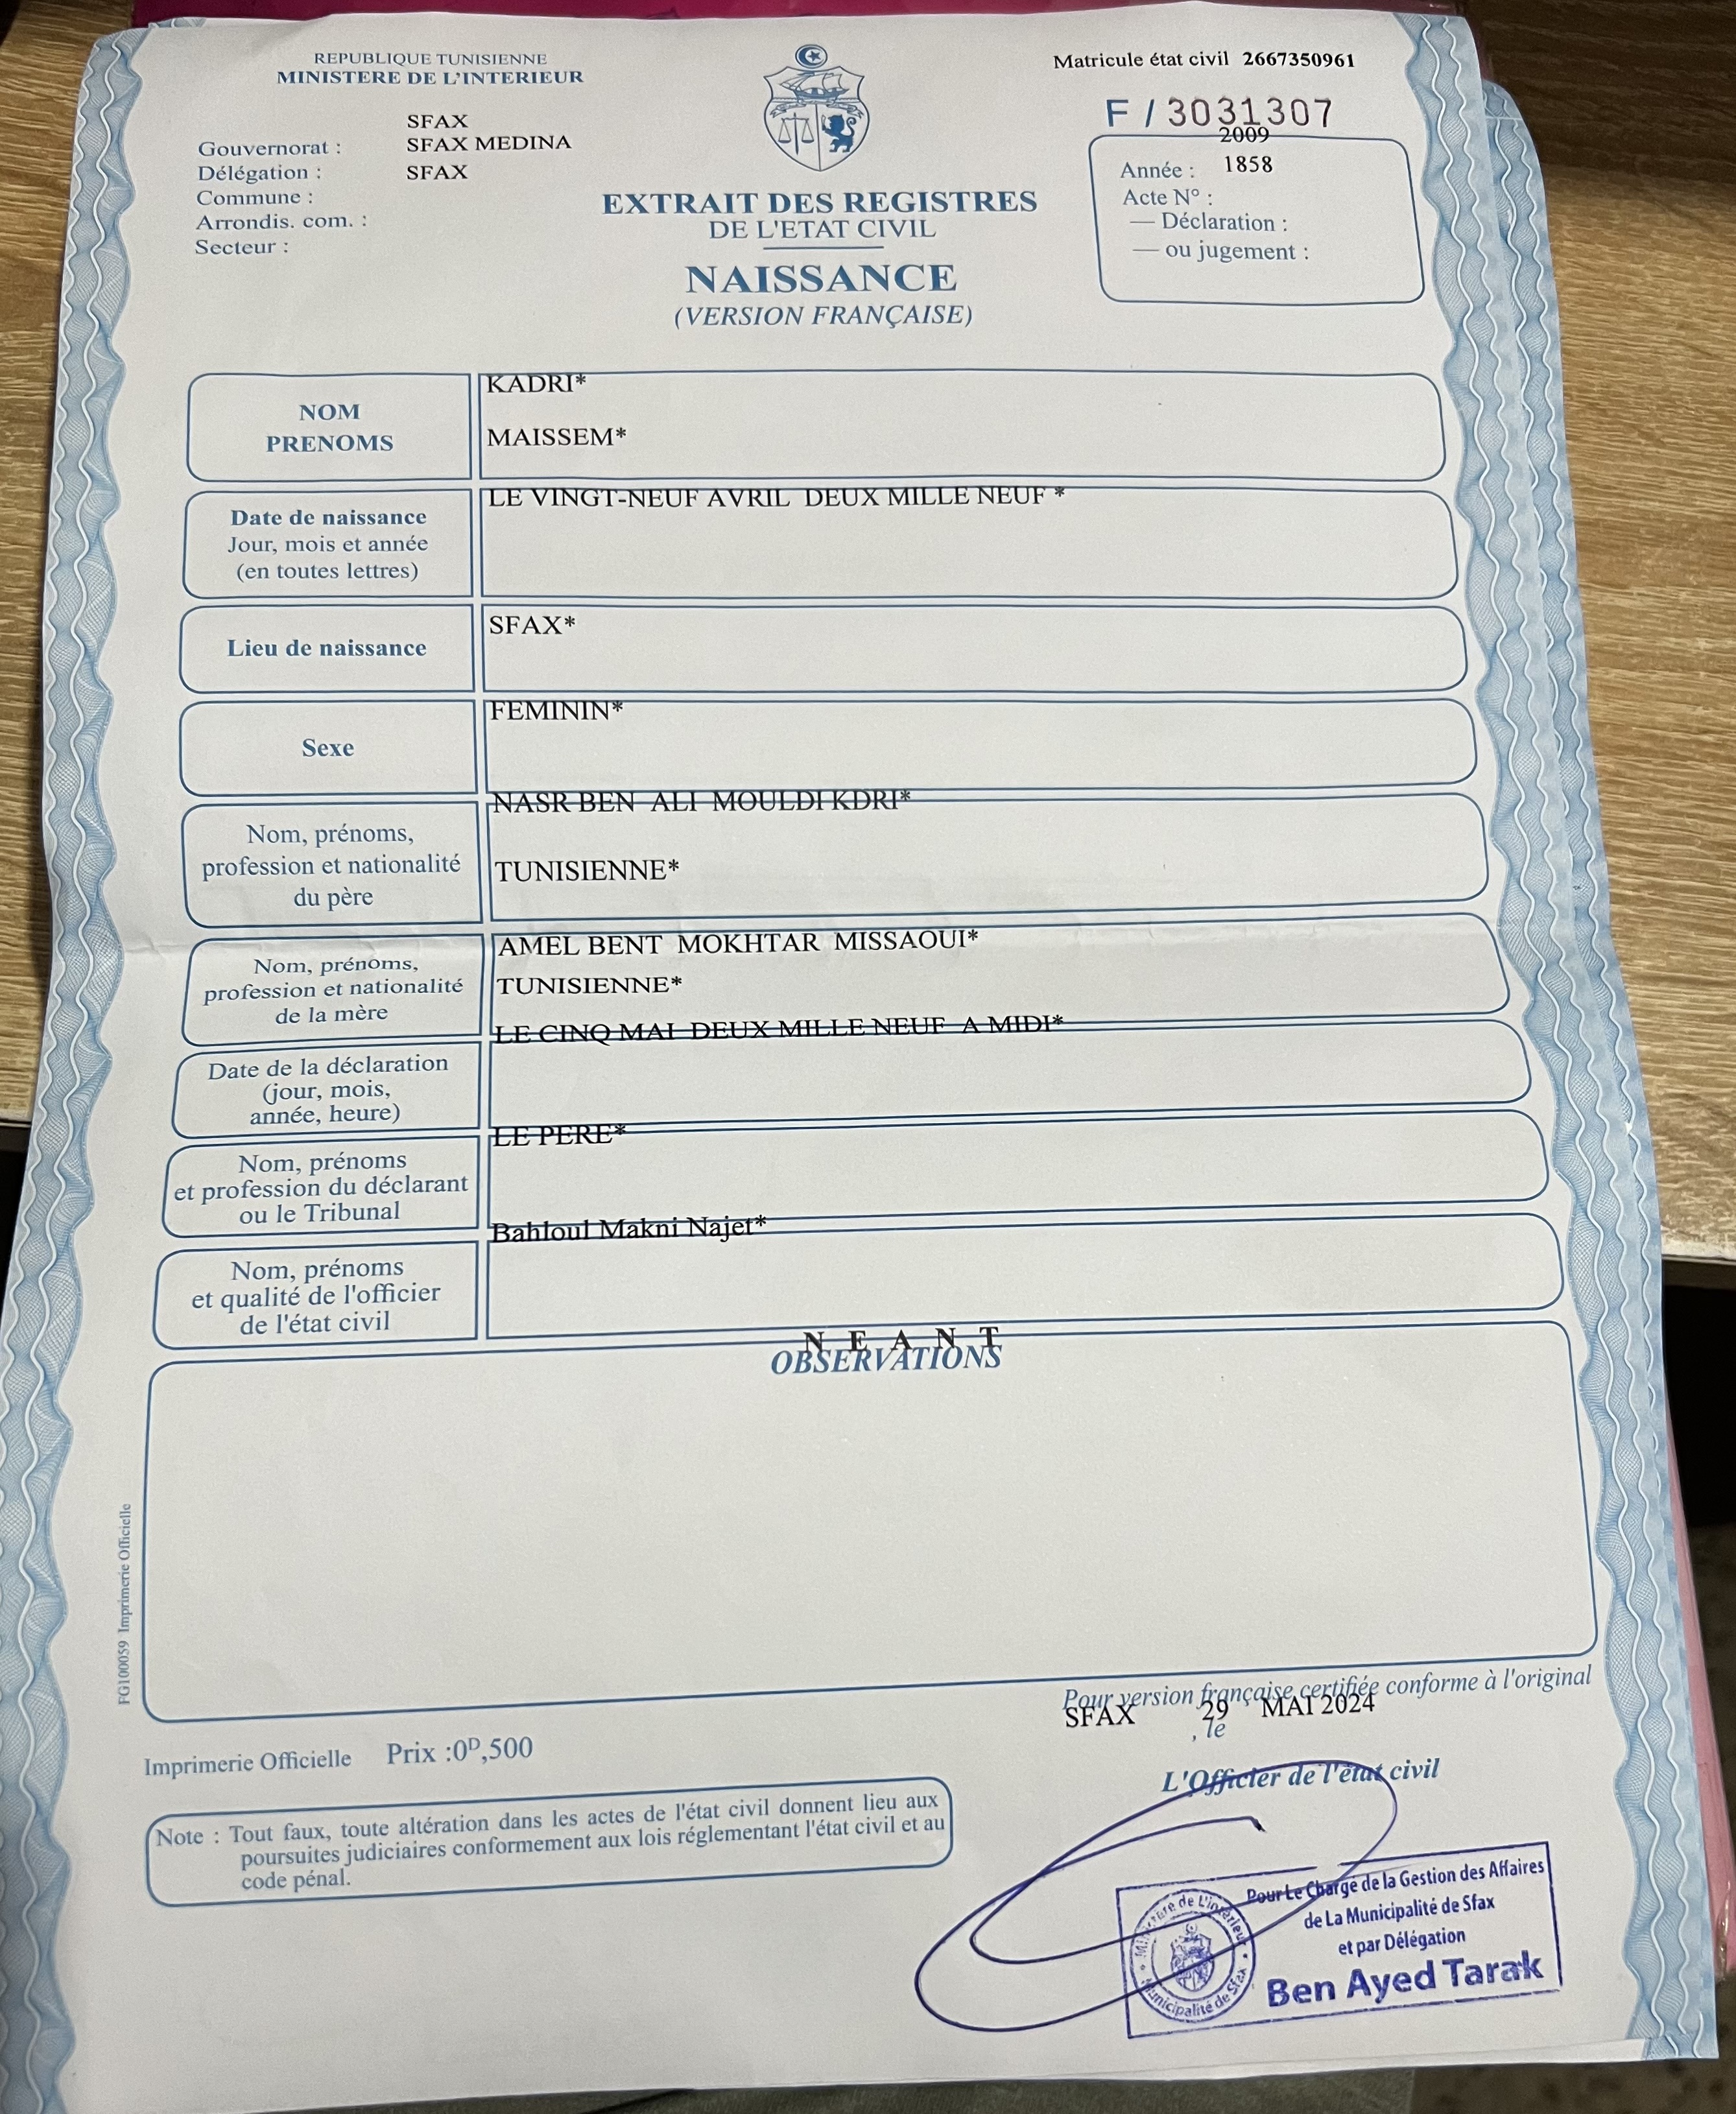 REPUBLIQUE TUNISIENNE
MINISTERE DE L'INTERIEUR
Matricule état civil 2667350961
F / 3031307
SFAX
Gouvernorat : SFAX MEDINA
Délégation : SFAX
Commune :
Arrondis. com. :
Secteur :
2009
Année : 1858
Acte N° :
— Déclaration :
— ou jugement :
EXTRAIT DES REGISTRES
DE L'ETAT CIVIL
NAISSANCE
(VERSION FRANÇAISE)
NOM
PRENOMS
KADRI*
MAISSEM*
Date de naissance
Jour, mois et année
(en toutes lettres)
LE VINGT-NEUF AVRIL DEUX MILLE NEUF *
Lieu de naissance
SFAX*
Sexe
FEMININ*
Nom, prénoms,
profession et nationalité
du père
NASR BEN ALI MOULDI KDRI*
TUNISIENNE*
Nom, prénoms,
profession et nationalité
de la mère
AMEL BENT MOKHTAR MISSAOUI*
TUNISIENNE*
Date de la déclaration
(jour, mois,
année, heure)
LE CINQ MAI DEUX MILLE NEUF A MIDI*
Nom, prénoms
et profession du déclarant
ou le Tribunal
LE PERE*
Nom, prénoms
et qualité de l'officier
de l'état civil
Bahloul Makni Najet*
N E A N T
OBSERVATIONS
FG100059 Imprimerie Officielle
Pour version française certifiée conforme à l'original
SFAX 29 MAI 2024
, le
Imprimerie Officielle Prix :0ᴰ,500
L'Officier de l'état civil
Note : Tout faux, toute altération dans les actes de l'état civil donnent lieu aux
poursuites judiciaires conformement aux lois réglementant l'état civil et au
code pénal.
Pour Le Chargé de la Gestion des Affaires
de La Municipalité de Sfax
et par Délégation
Ben Ayed Tarak
Ministère de L'intérieur
Municipalité de Sfax